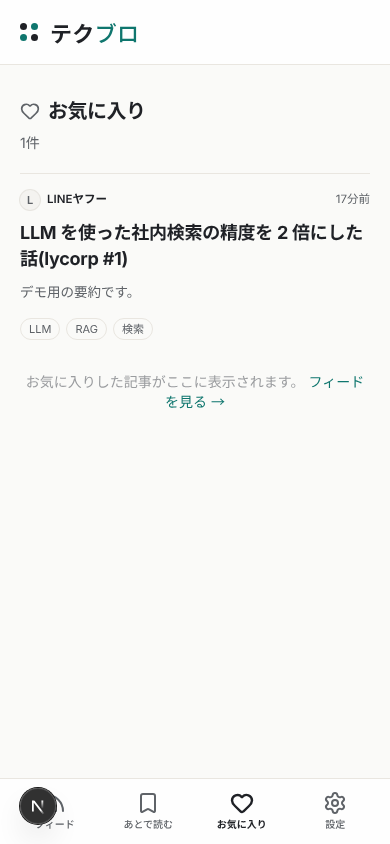 テクブロ
お気に入り
1件
L LINEヤフー 17分前
LLM を使った社内検索の精度を 2 倍にした
話(lycorp #1)
デモ用の要約です。
LLM RAG 検索
お気に入りした記事がここに表示されます。 フィード
を見る →
N
フィード あとで読む お気に入り 設定